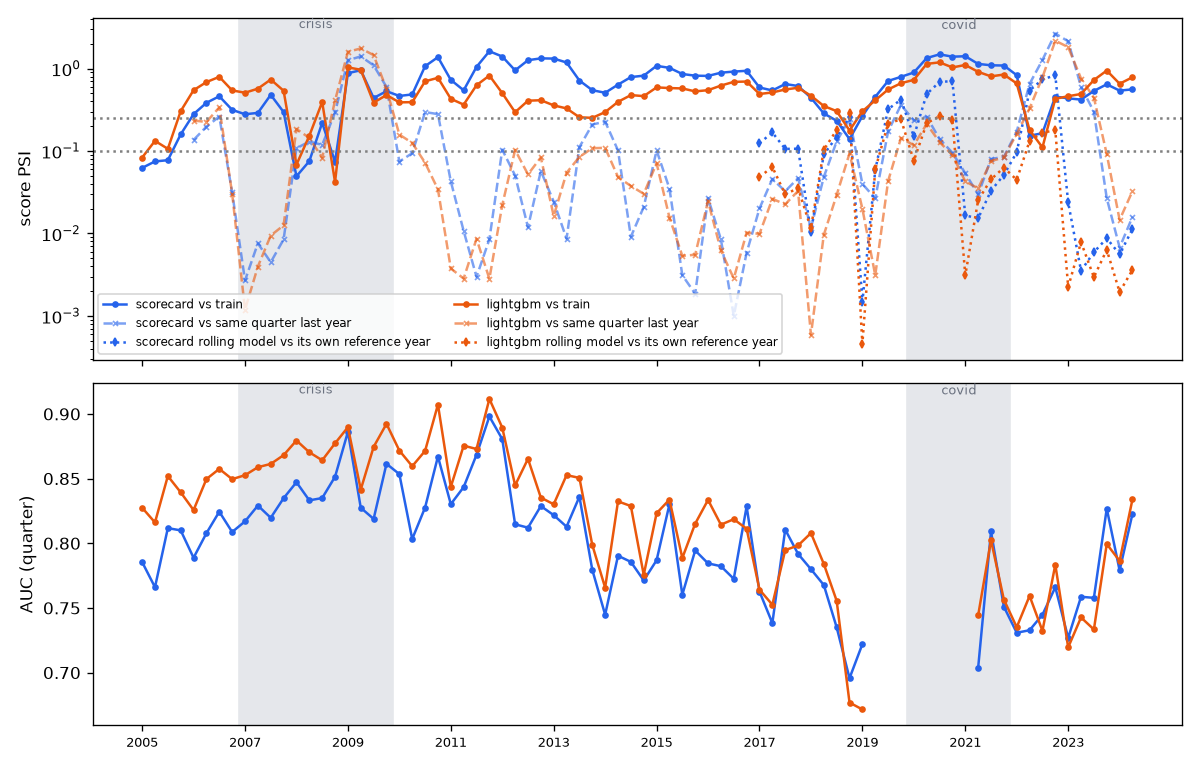 crisis
covid
score PSI
10⁰
10⁻¹
10⁻²
10⁻³
scorecard vs train
scorecard vs same quarter last year
scorecard rolling model vs its own reference year
lightgbm vs train
lightgbm vs same quarter last year
lightgbm rolling model vs its own reference year
crisis
covid
AUC (quarter)
0.90
0.85
0.80
0.75
0.70
2005 2007 2009 2011 2013 2015 2017 2019 2021 2023